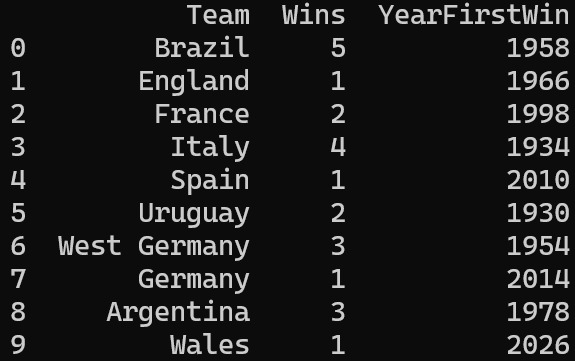 Team Wins YearFirstWin
0 Brazil 5 1958
1 England 1 1966
2 France 2 1998
3 Italy 4 1934
4 Spain 1 2010
5 Uruguay 2 1930
6 West Germany 3 1954
7 Germany 1 2014
8 Argentina 3 1978
9 Wales 1 2026